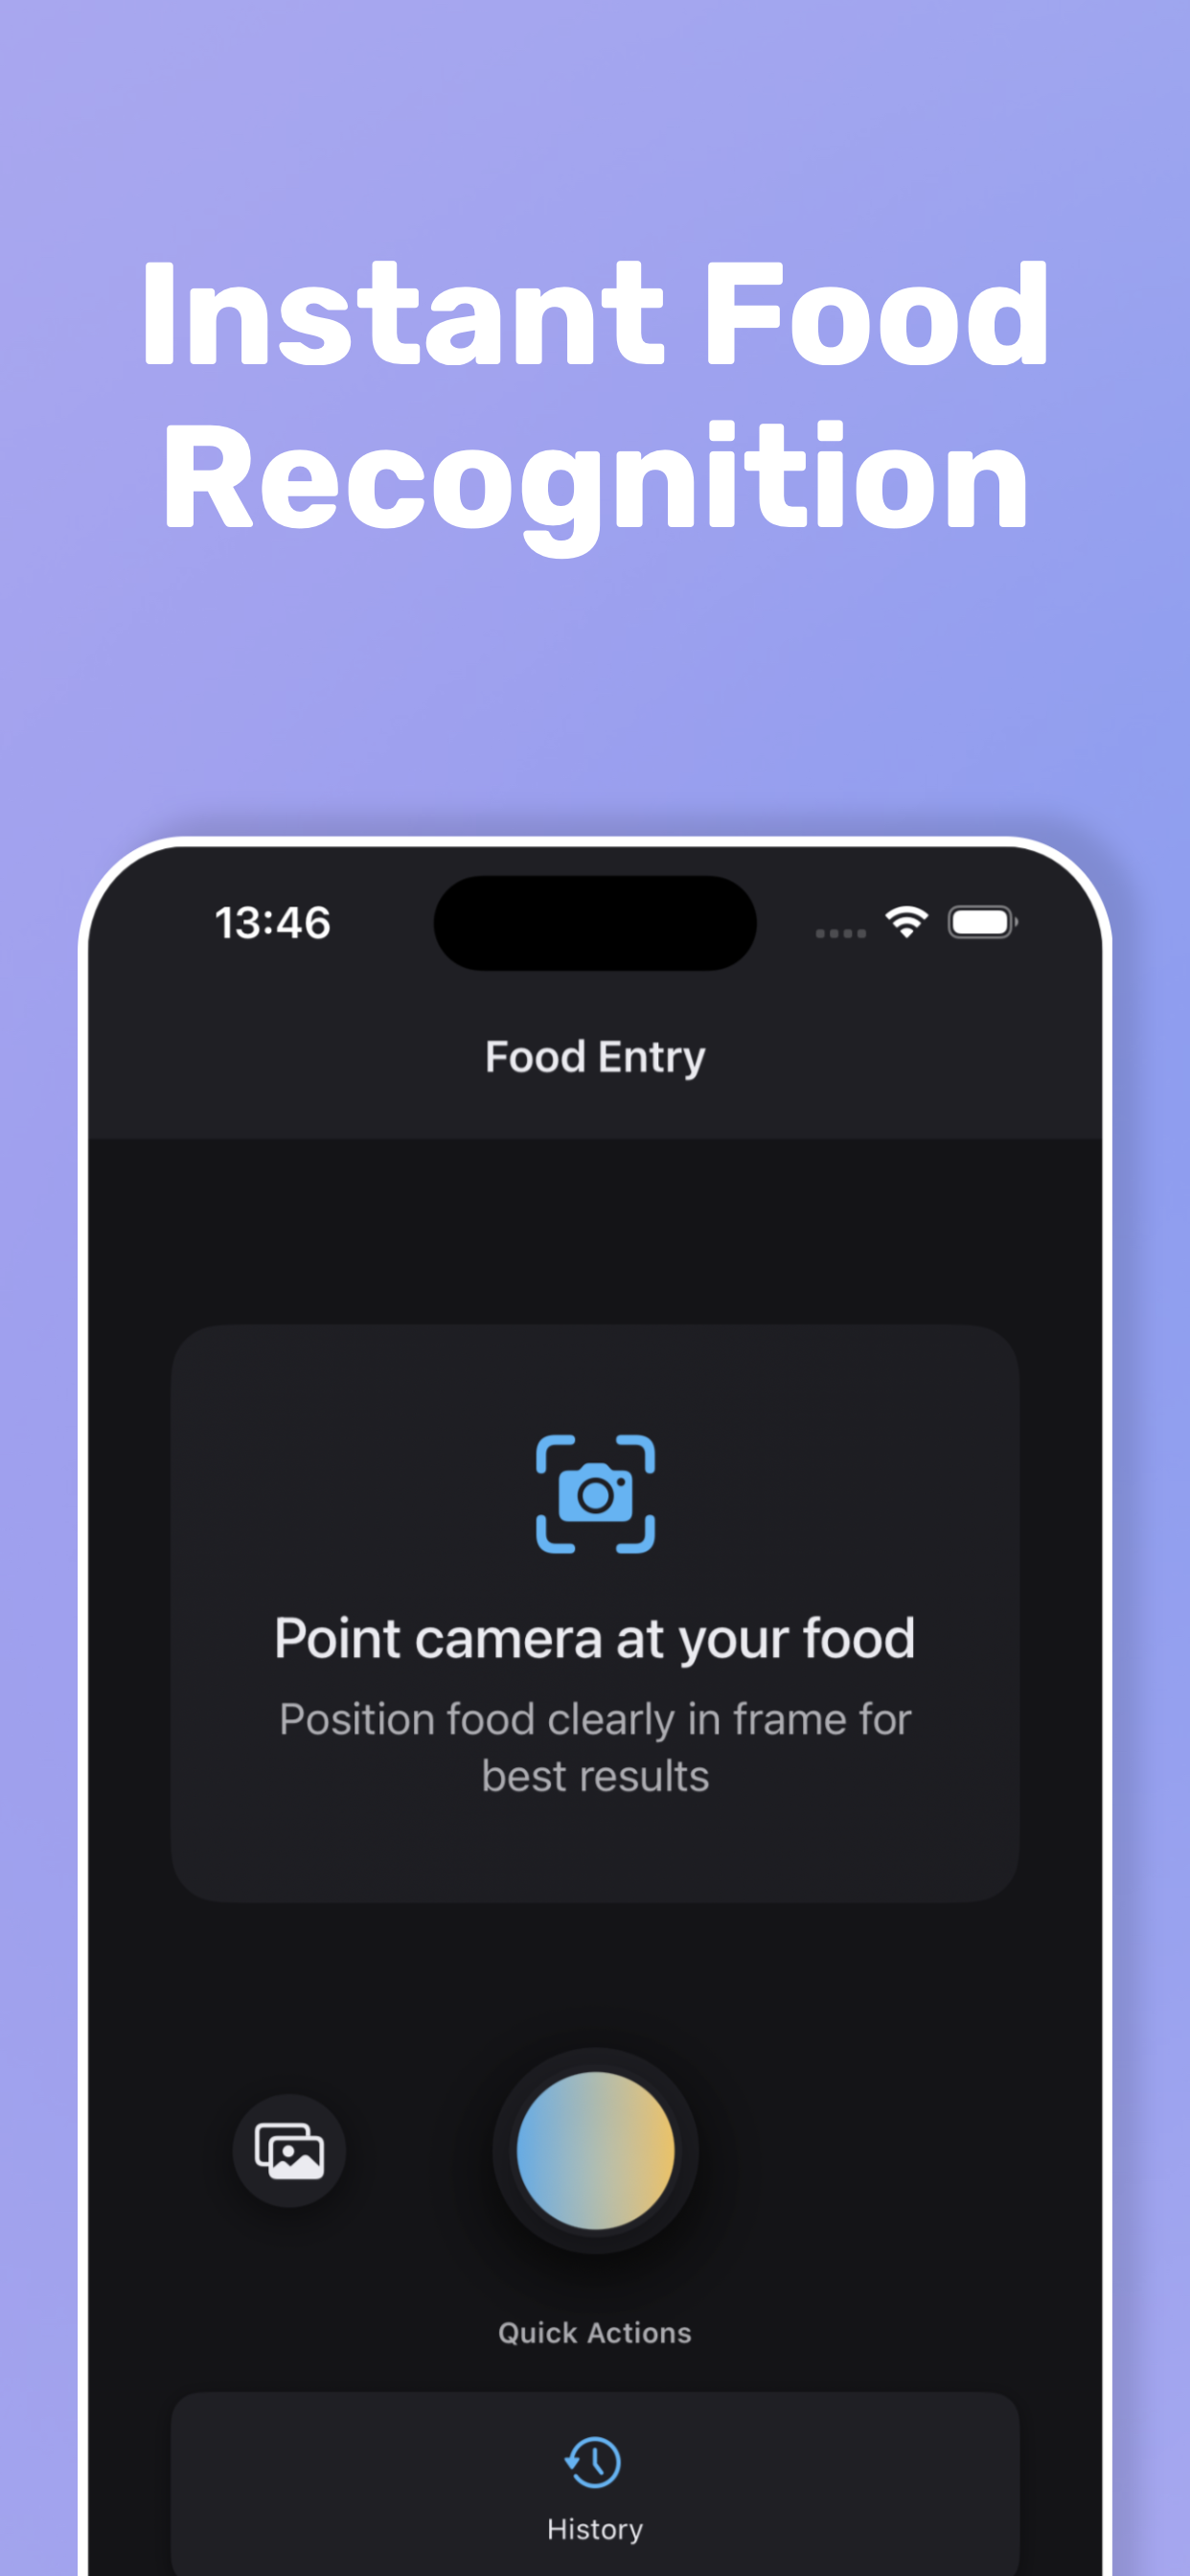 Instant Food
Recognition
13:46
Food Entry
Point camera at your food
Position food clearly in frame for
best results
Quick Actions
History